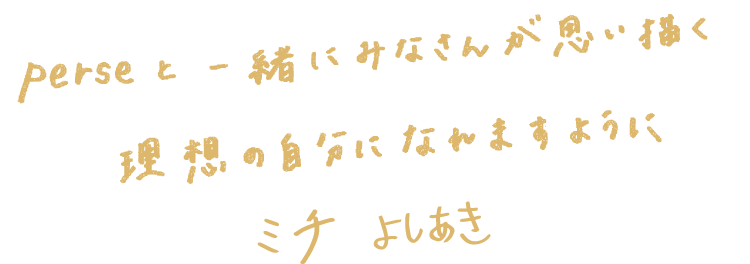 perseと一緒にみなさんが思い描く
理想の自分になれますように
ミチ よしあき